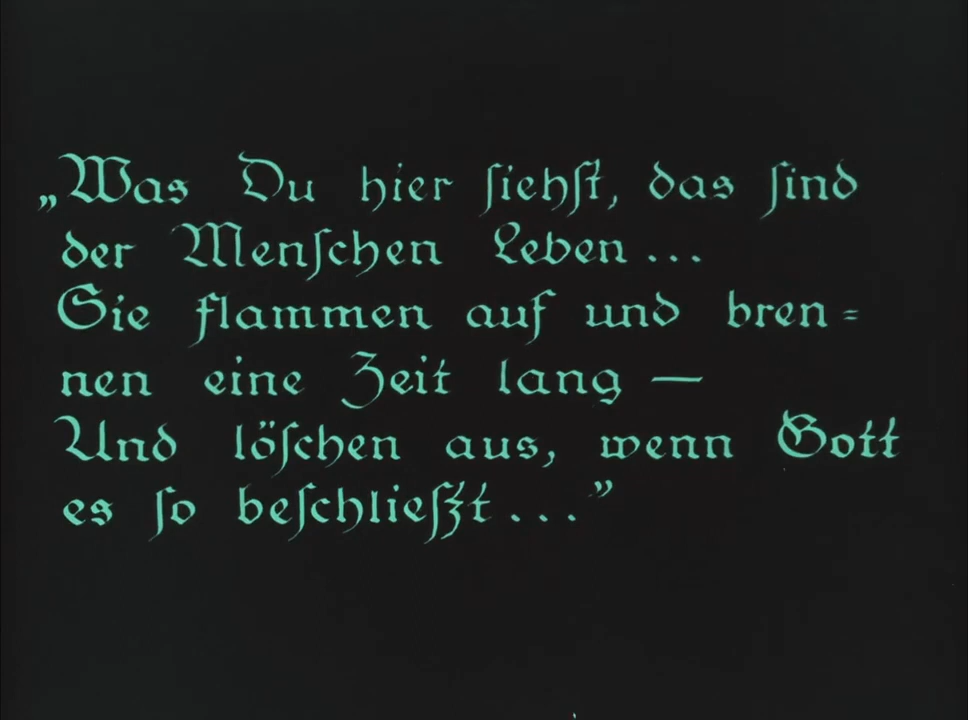 „Was Du hier ſiehſt, das ſind
der Menſchen Leben...
Sie flammen auf und bren=
nen eine Zeit lang —
Und löſchen aus, wenn Gott
es ſo beſchließt..."